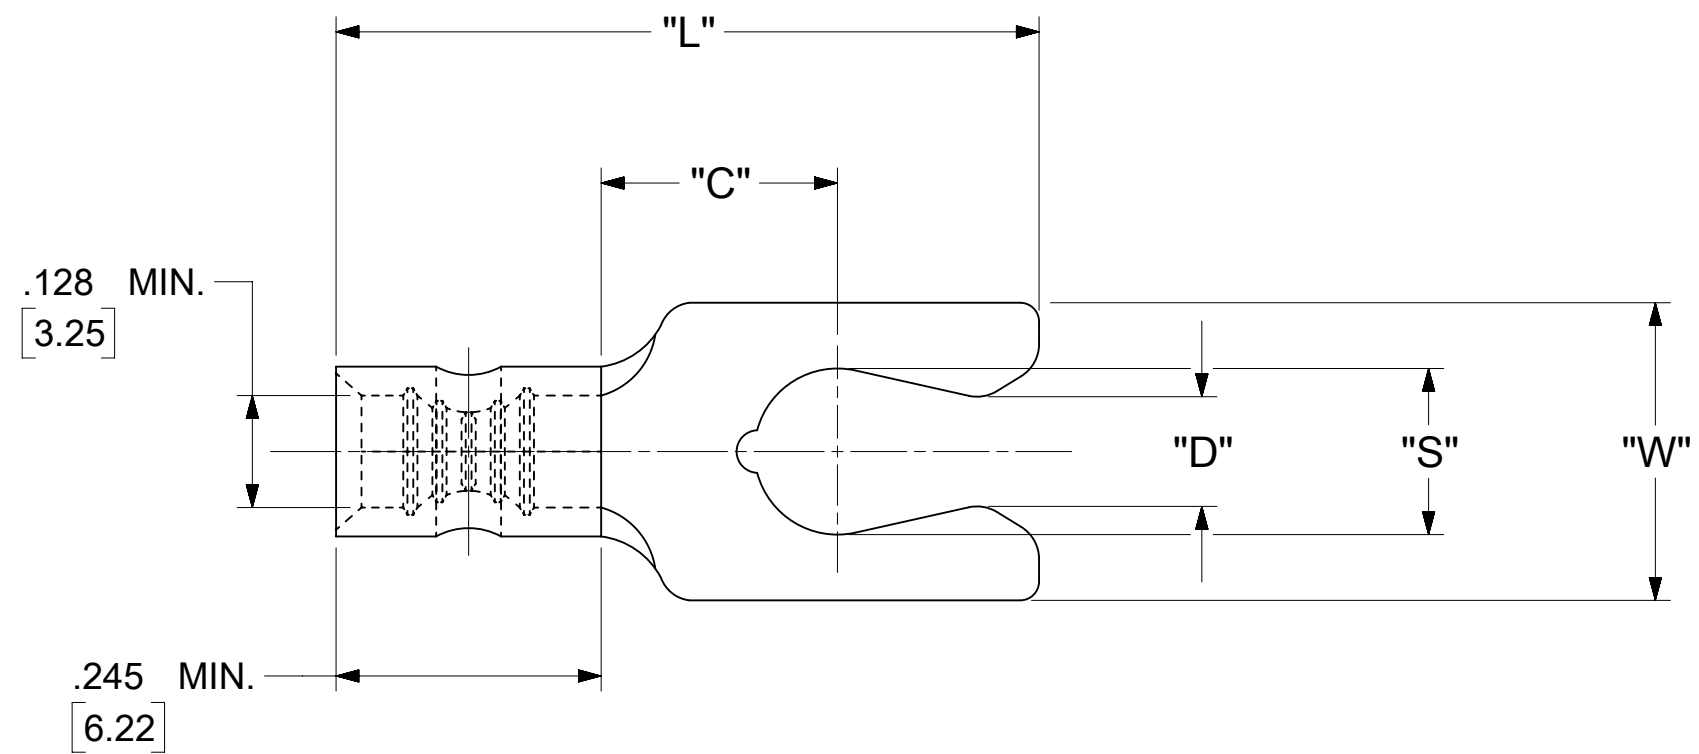 "L"
"C"
.128 MIN.
[3.25]
"D"
"S"
"W"
.245 MIN.
[6.22]